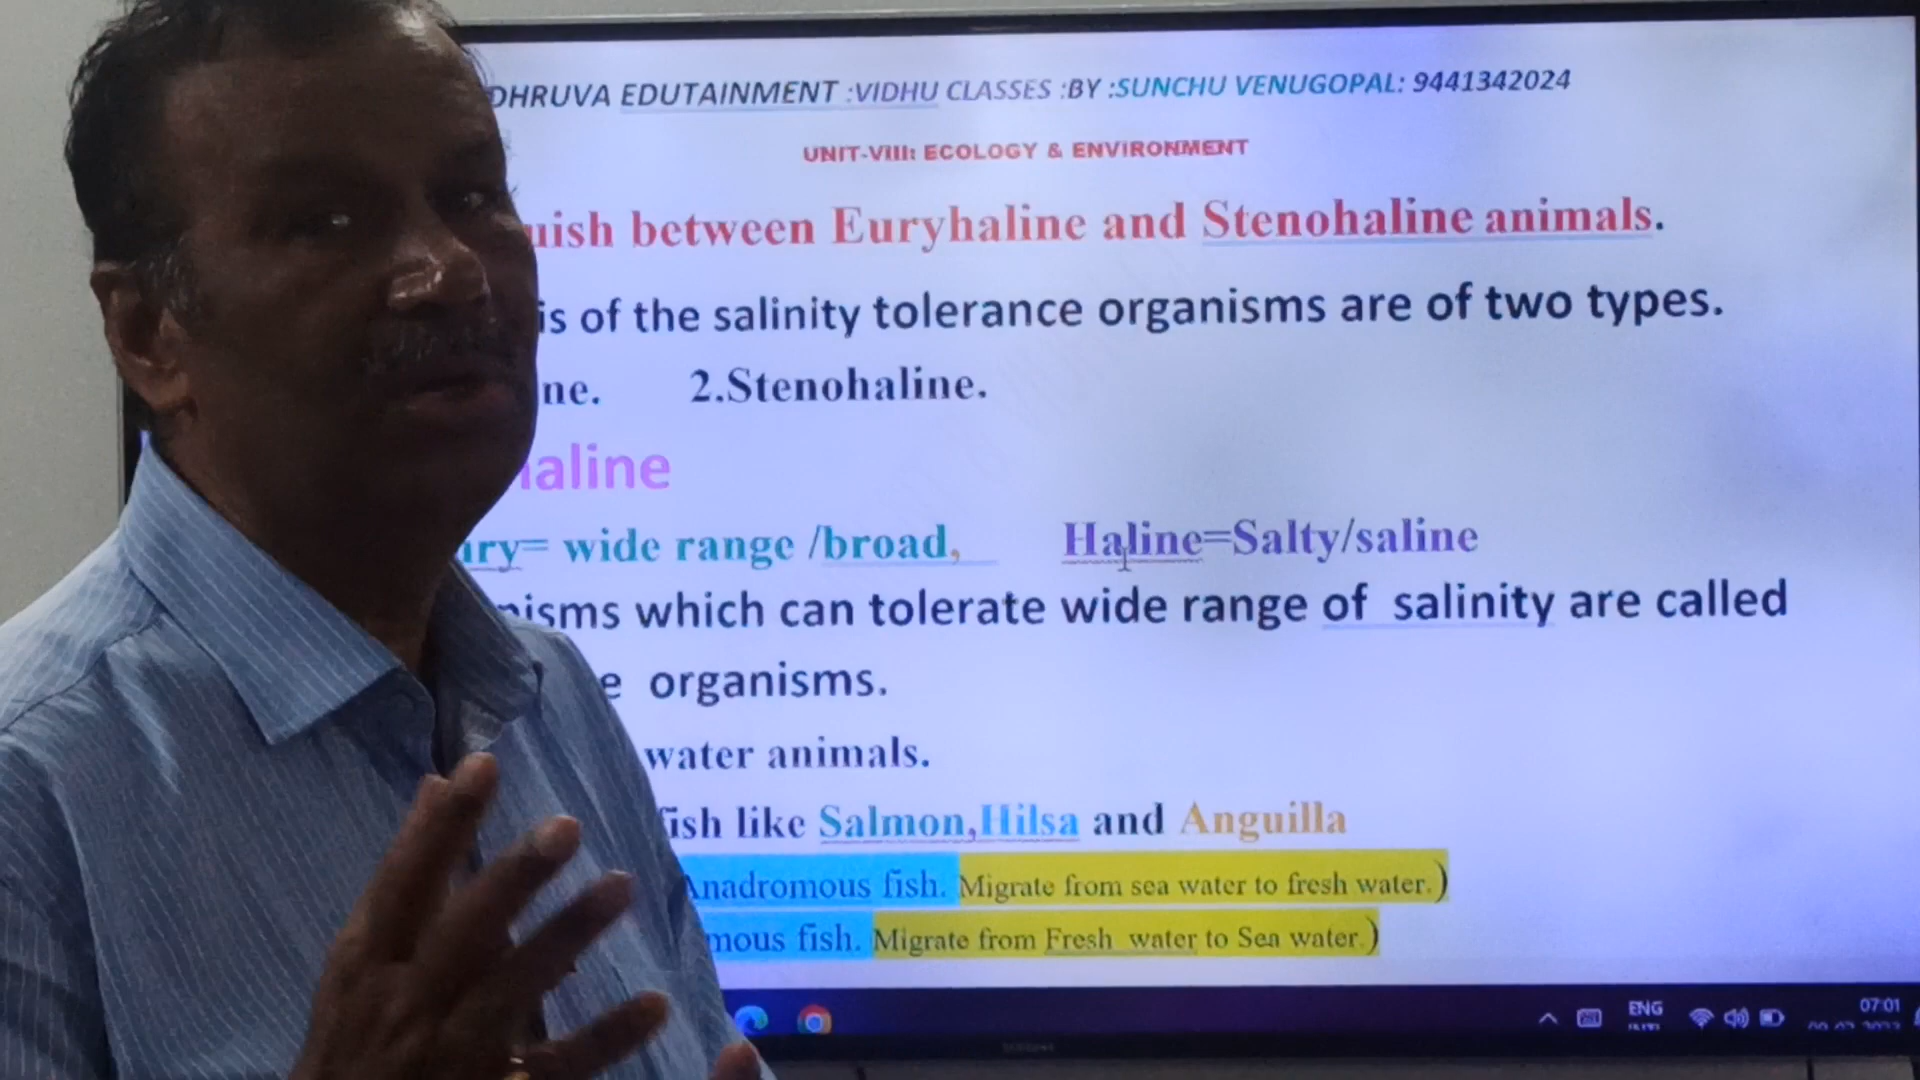 DHRUVA EDUTAINMENT :VIDHU CLASSES :BY :SUNCHU VENUGOPAL: 9441342024
UNIT-VIII: ECOLOGY & ENVIRONMENT
uish between Euryhaline and Stenohaline animals.
is of the salinity tolerance organisms are of two types.
ne. 2.Stenohaline.
haline
ury= wide range /broad, Haline=Salty/saline
nisms which can tolerate wide range of salinity are called
e organisms.
water animals.
fish like Salmon,Hilsa and Anguilla
Anadromous fish. Migrate from sea water to fresh water.)
mous fish. Migrate from Fresh water to Sea water.)
ENG
07:01